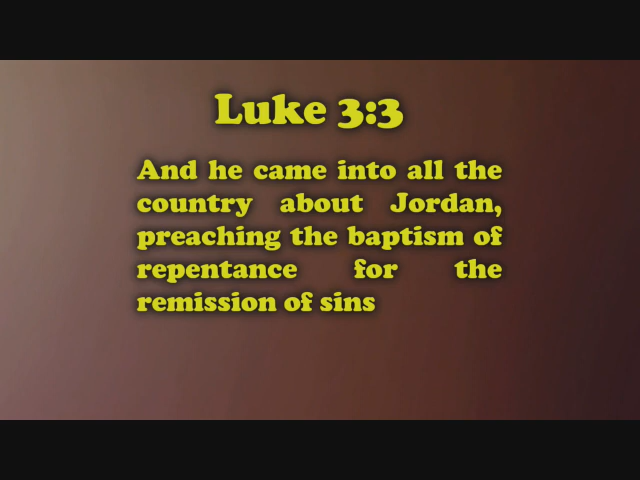 Luke 3:3
And he came into all the
country about Jordan,
preaching the baptism of
repentance for the
remission of sins